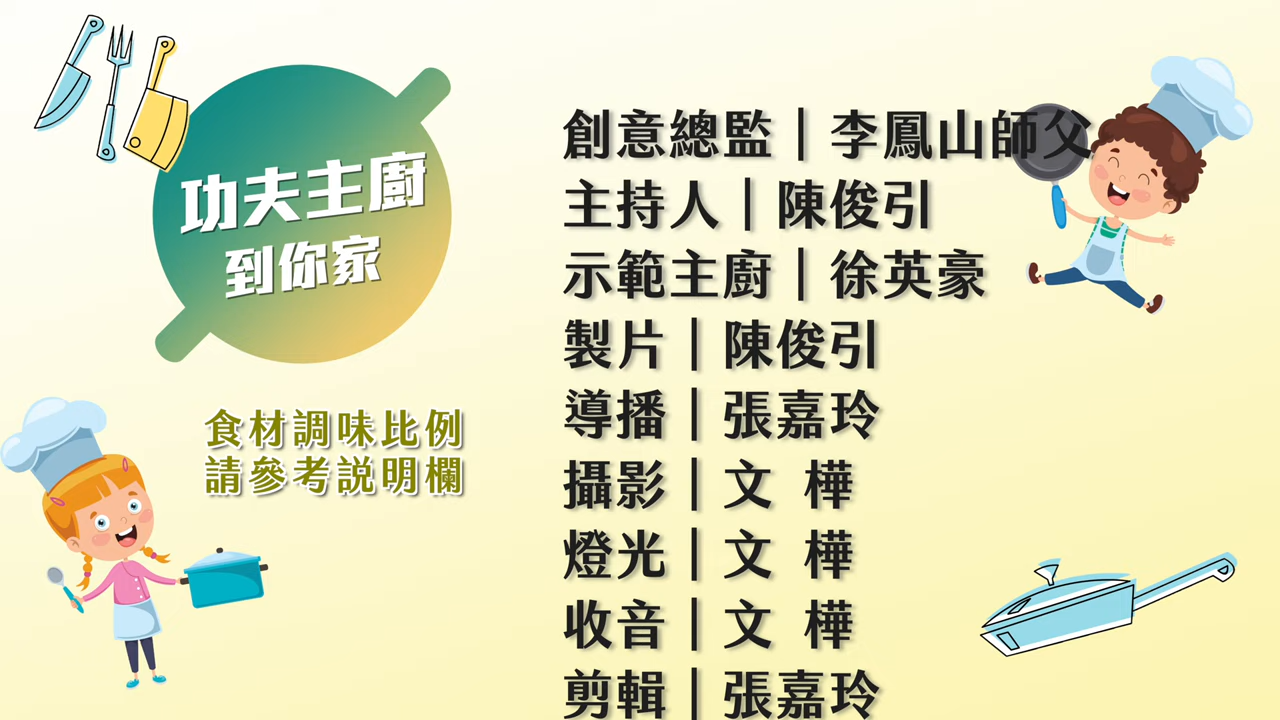 功夫主廚
到你家
食材調味比例
請參考説明欄
創意總監｜李鳳山師父
主持人｜陳俊引
示範主廚｜徐英豪
製片｜陳俊引
導播｜張嘉玲
攝影｜文 樺
燈光｜文 樺
收音｜文 樺
剪輯｜張嘉玲